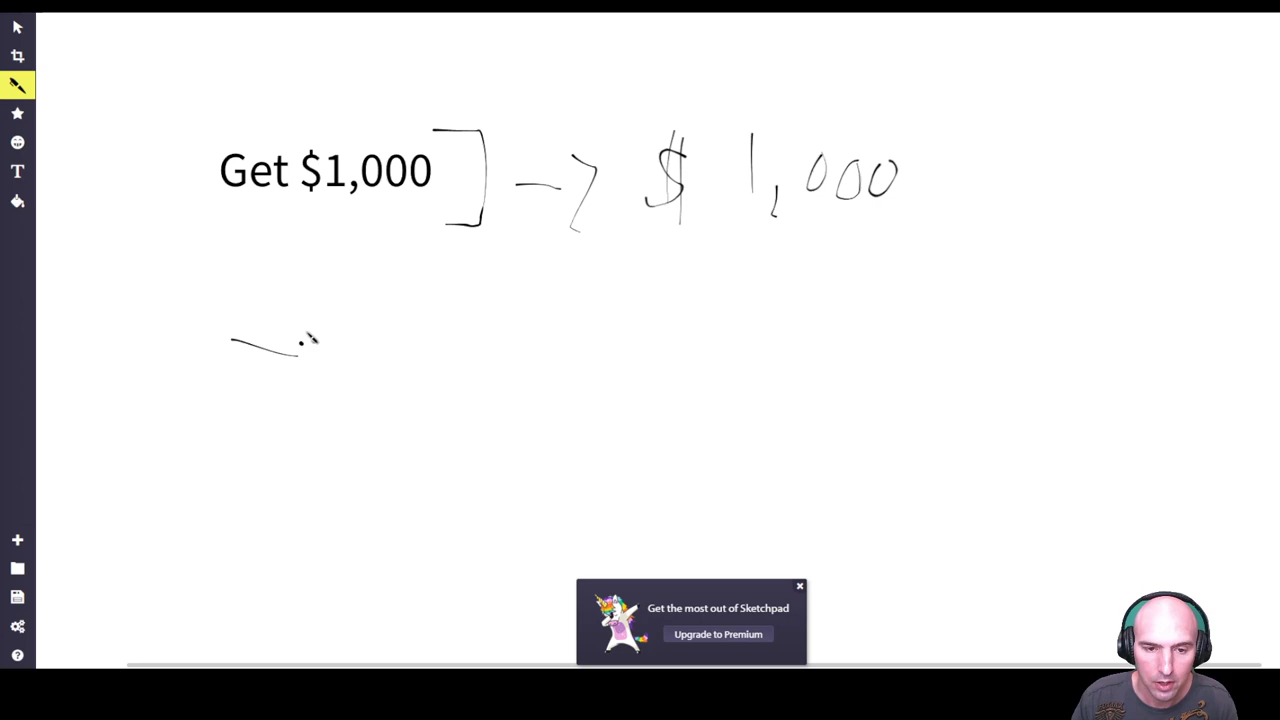 Get $1,000 ] -> $ 1,000
Get the most out of Sketchpad
Upgrade to Premium